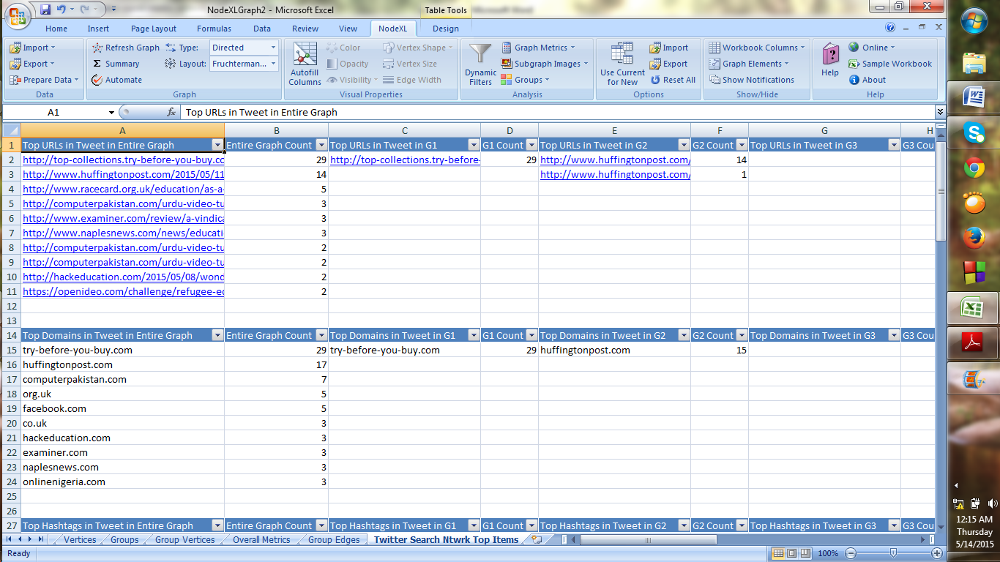 NodeXLGraph2 - Microsoft Excel
Table Tools
Home Insert Page Layout Formulas Data Review View NodeXL Design
Import Refresh Graph Type: Directed Color Vertex Shape Graph Metrics Import Workbook Columns Online
Export Summary Layout: Fruchterman... Opacity Vertex Size Subgraph Images Export Graph Elements Sample Workbook
Prepare Data Automate Autofill Columns Visibility Edge Width Dynamic Filters Groups Use Current for New Reset All Show Notifications Help About
Data Graph Visual Properties Analysis Options Show/Hide Help
A1 fx Top URLs in Tweet in Entire Graph
A B C D E F G H
1 Top URLs in Tweet in Entire Graph Entire Graph Count Top URLs in Tweet in G1 G1 Count Top URLs in Tweet in G2 G2 Count Top URLs in Tweet in G3 G3 Cou
2 http://top-collections.try-before-you-buy.co 29 http://top-collections.try-before- 29 http://www.huffingtonpost.com/ 14
3 http://www.huffingtonpost.com/2015/05/11 14 http://www.huffingtonpost.com/ 1
4 http://www.racecard.org.uk/education/as-a- 5
5 http://computerpakistan.com/urdu-video-tu 3
6 http://www.examiner.com/review/a-vindica 3
7 http://www.naplesnews.com/news/educati 3
8 http://computerpakistan.com/urdu-video-tu 2
9 http://computerpakistan.com/urdu-video-tu 2
10 http://hackeducation.com/2015/05/08/wond 2
11 https://openideo.com/challenge/refugee-ed 2
12
13
14 Top Domains in Tweet in Entire Graph Entire Graph Count Top Domains in Tweet in G1 G1 Count Top Domains in Tweet in G2 G2 Count Top Domains in Tweet in G3 G3 Cou
15 try-before-you-buy.com 29 try-before-you-buy.com 29 huffingtonpost.com 15
16 huffingtonpost.com 17
17 computerpakistan.com 7
18 org.uk 5
19 facebook.com 5
20 co.uk 3
21 hackeducation.com 3
22 examiner.com 3
23 naplesnews.com 3
24 onlinenigeria.com 3
25
26
27 Top Hashtags in Tweet in Entire Graph Entire Graph Count Top Hashtags in Tweet in G1 G1 Count Top Hashtags in Tweet in G2 G2 Count Top Hashtags in Tweet in G3 G3 Cou
Vertices Groups Group Vertices Overall Metrics Group Edges Twitter Search Ntwrk Top Items
Ready 100%
12:15 AM
Thursday
5/14/2015